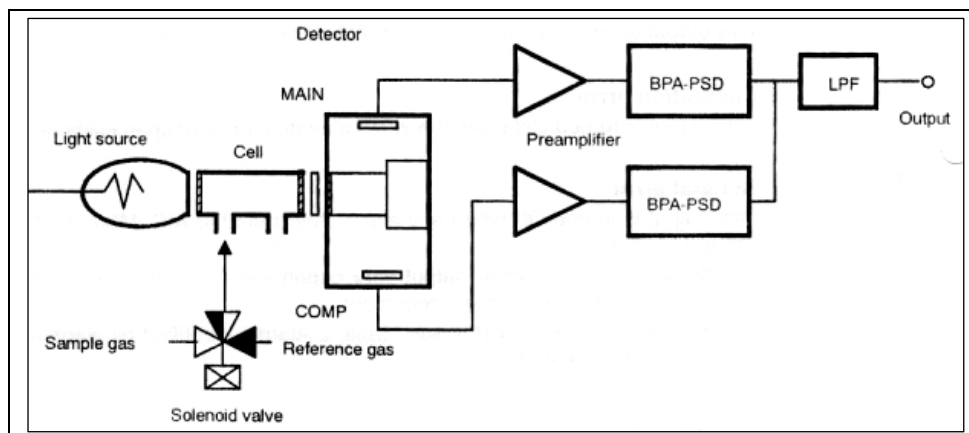 Detector
MAIN
BPA-PSD
LPF
Output
Light source
Cell
Preamplifier
BPA-PSD
COMP
Sample gas
Reference gas
Solenoid valve